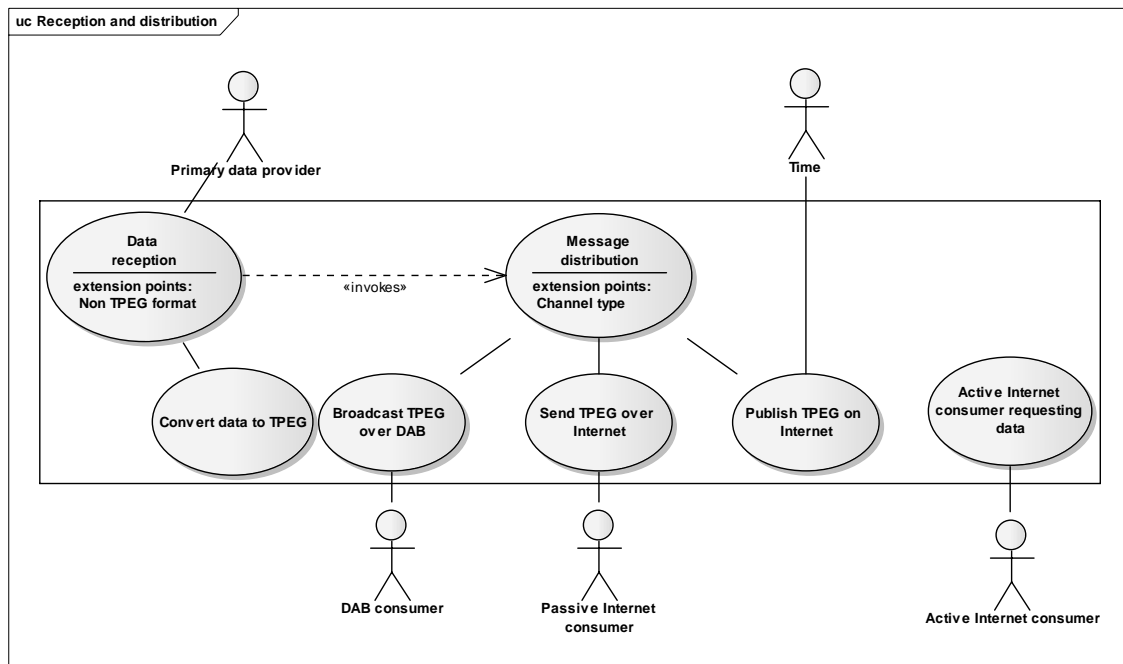 uc Reception and distribution
Primary data provider
Time
Data
reception
extension points:
Non TPEG format
«invokes»
Message
distribution
extension points:
Channel type
Convert data to TPEG
Broadcast TPEG
over DAB
Send TPEG over
Internet
Publish TPEG on
Internet
Active Internet
consumer requesting
data
DAB consumer
Passive Internet
consumer
Active Internet consumer